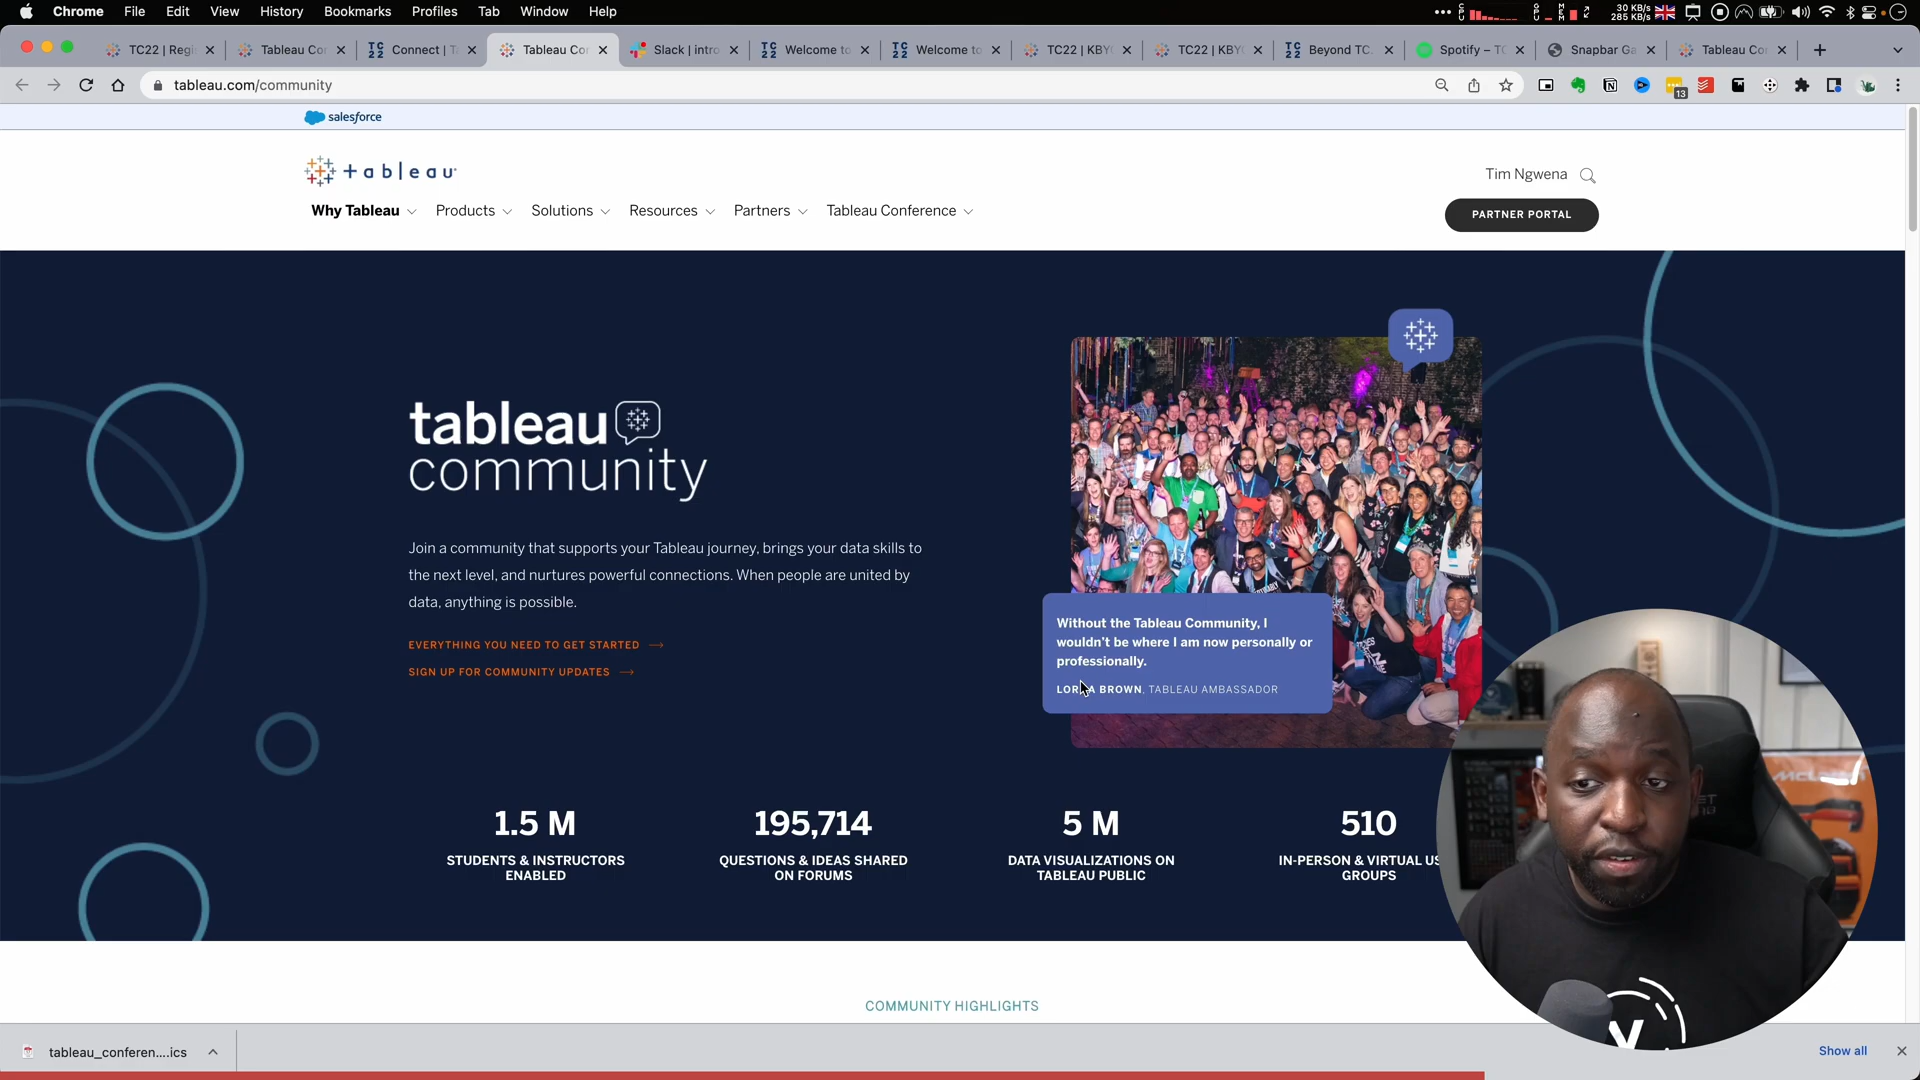 Chrome File Edit View History Bookmarks Profiles Tab Window Help
30 KB/s
285 KB/s
TC22 | Regi
Tableau Co
Connect | T
Tableau Co
Slack | intro
Welcome to
Welcome to
TC22 | KBY
TC22 | KBY
Beyond TC
Spotify – TC
Snapbar Ga
Tableau Co
tableau.com/community
13
salesforce
+ableau
Tim Ngwena
Why Tableau Products Solutions Resources Partners Tableau Conference
PARTNER PORTAL
tableau
community
Join a community that supports your Tableau journey, brings your data skills to
the next level, and nurtures powerful connections. When people are united by
data, anything is possible.
EVERYTHING YOU NEED TO GET STARTED
SIGN UP FOR COMMUNITY UPDATES
Without the Tableau Community, I
wouldn't be where I am now personally or
professionally.
BROWN, TABLEAU AMBASSADOR
1.5 M
STUDENTS & INSTRUCTORS
ENABLED
195,714
QUESTIONS & IDEAS SHARED
ON FORUMS
5 M
DATA VISUALIZATIONS ON
TABLEAU PUBLIC
510
IN-PERSON & VIRTUAL US
GROUPS
COMMUNITY HIGHLIGHTS
tableau_conferen....ics
Show all